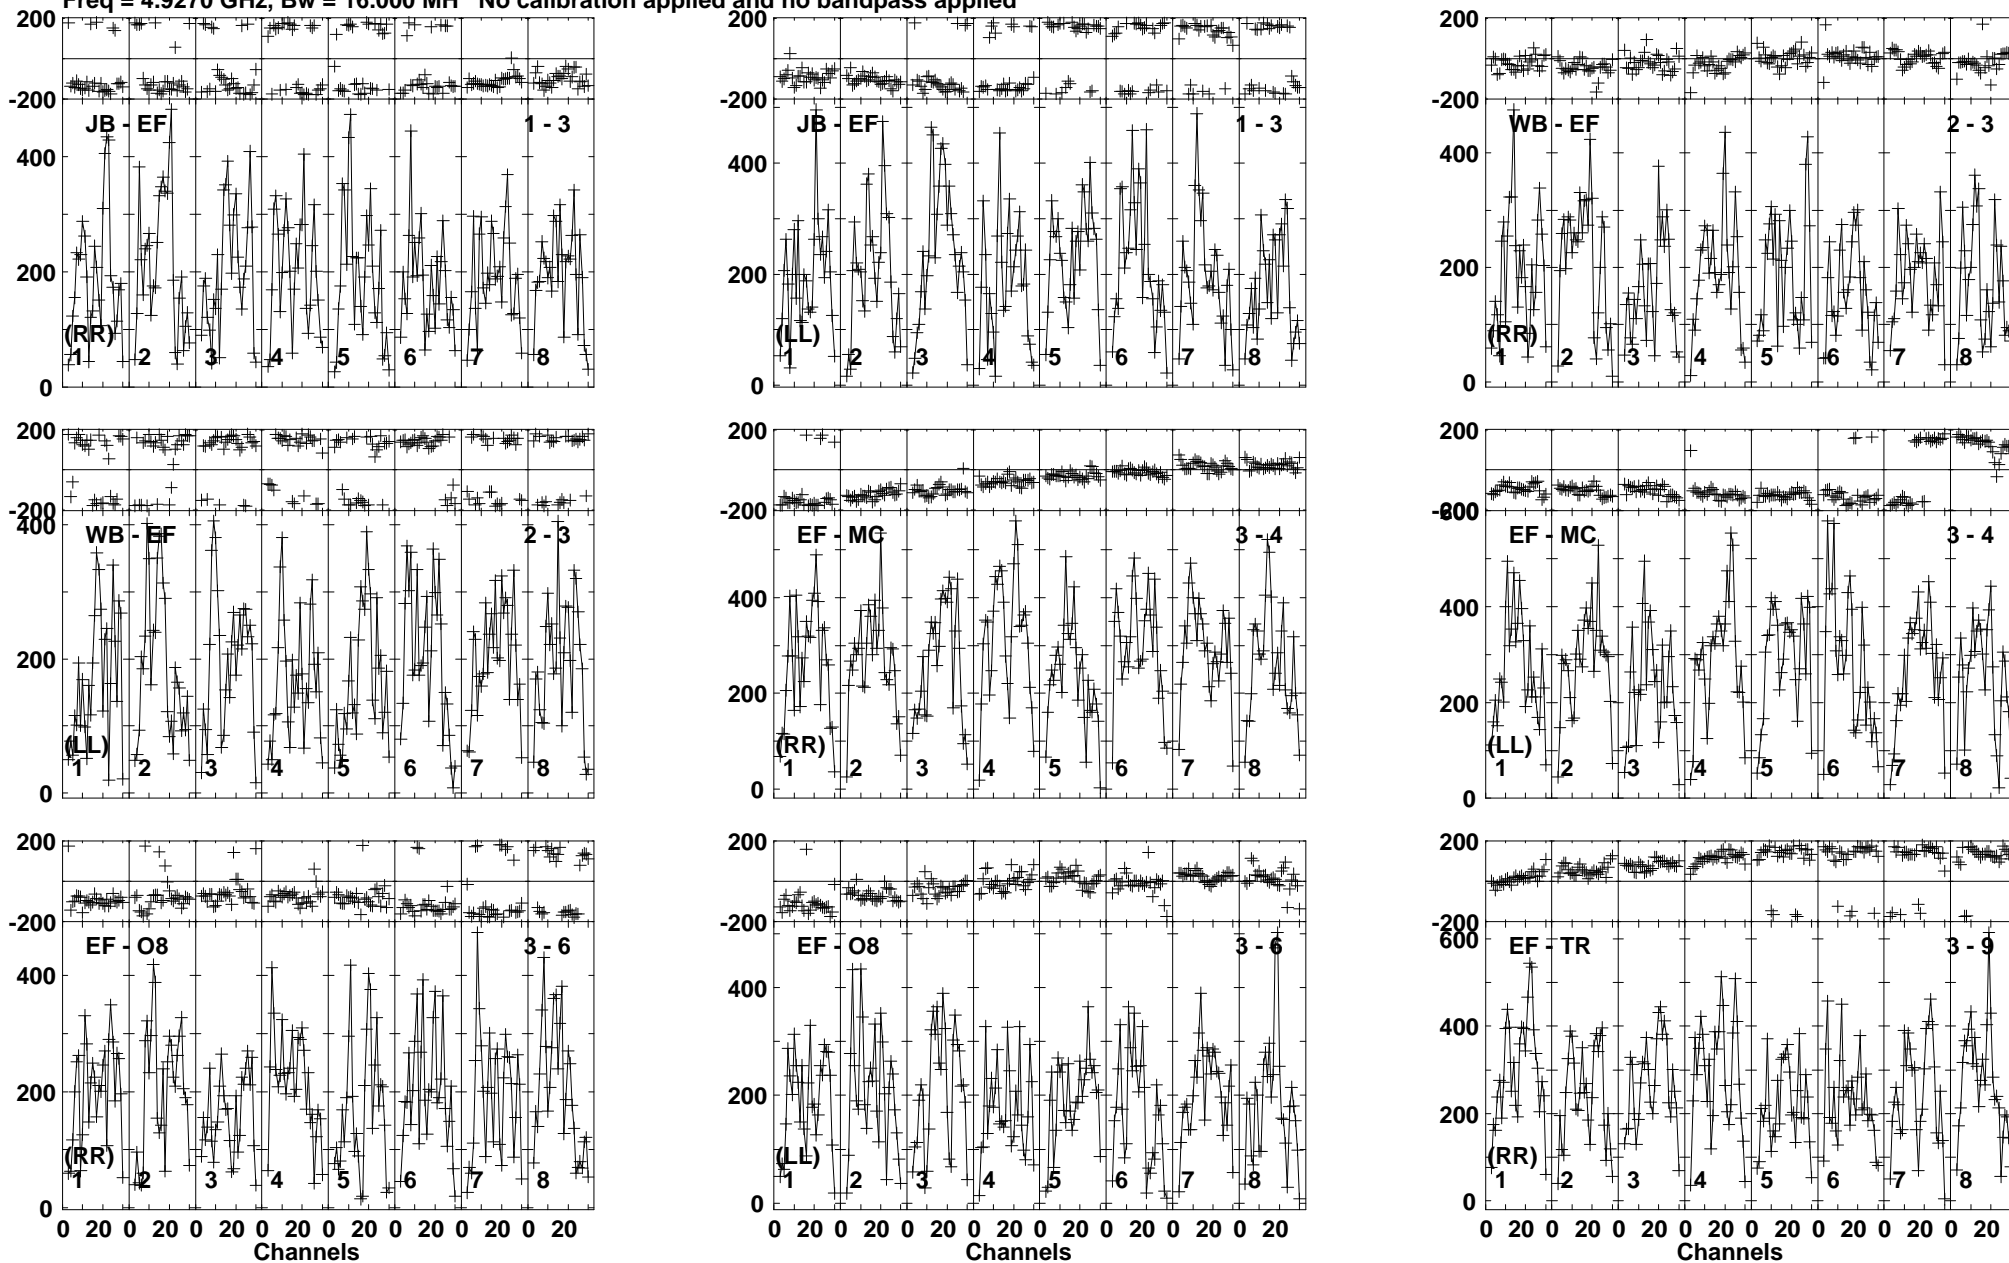 Freq = 4.9270 GHz, Bw = 16.000 MH No calibration applied and no bandpass applied
200 200 200
-200 -200 -200
JB - EF 1 - 3 JB - EF 1 - 3 WB - EF 2 - 3
400 400 400
200 200 200
(RR) (LL) (RR)
1 2 3 4 5 6 7 8 1 2 3 4 5 6 7 8 1 2 3 4 5 6 7 8
0 0 0
200 200 200
-200 -200 -200
400 600
WB - EF 2 - 3 EF - MC 3 - 4 EF - MC 3 - 4
400 400
200 200 200
(LL) (RR) (LL)
1 2 3 4 5 6 7 8 1 2 3 4 5 6 7 8 1 2 3 4 5 6 7 8
0 0 0
200 200 200
-200 -200 -200
EF - O8 3 - 6 EF - O8 3 - 6 EF - TR 3 - 9
600
400 400 400
200 200 200
(RR) (LL) (RR)
1 2 3 4 5 6 7 8 1 2 3 4 5 6 7 8 1 2 3 4 5 6 7 8
0 0 0
0 20 0 20 0 20 0 20 0 20 0 20 0 20 0 20 0 20 0 20 0 20 0 20 0 20 0 20 0 20 0 20 0 20 0 20 0 20 0 20 0 20 0 20 0 20 0 20
Channels Channels Channels